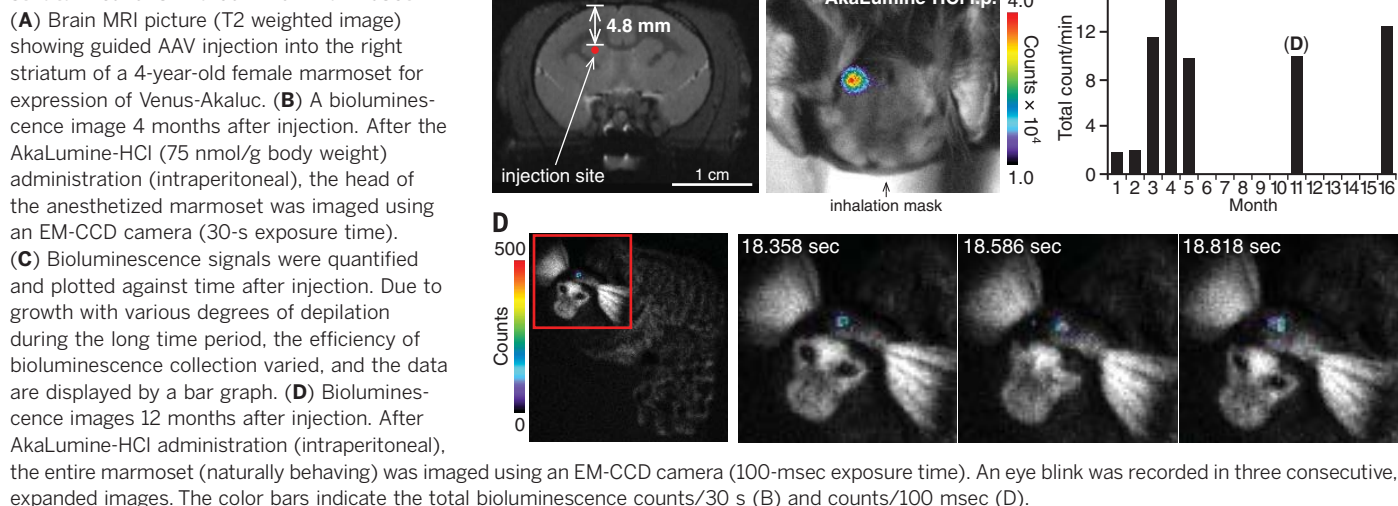 (A) Brain MRI picture (T2 weighted image)
showing guided AAV injection into the right
striatum of a 4-year-old female marmoset for
expression of Venus-Akaluc. (B) A biolumines-
cence image 4 months after injection. After the
AkaLumine-HCl (75 nmol/g body weight)
administration (intraperitoneal), the head of
the anesthetized marmoset was imaged using
an EM-CCD camera (30-s exposure time).
(C) Bioluminescence signals were quantified
and plotted against time after injection. Due to
growth with various degrees of depilation
during the long time period, the efficiency of
bioluminescence collection varied, and the data
are displayed by a bar graph. (D) Biolumines-
cence images 12 months after injection. After
AkaLumine-HCl administration (intraperitoneal),
the entire marmoset (naturally behaving) was imaged using an EM-CCD camera (100-msec exposure time). An eye blink was recorded in three consecutive,
expanded images. The color bars indicate the total bioluminescence counts/30 s (B) and counts/100 msec (D).
4.8 mm
injection site
1 cm
AkaLumine-HCl i.p.
inhalation mask
4.0
Counts × 10⁴
1.0
Total count/min
12
8
4
0
(D)
1 2 3 4 5 6 7 8 9 10 11 12 13 14 15 16
Month
D
500
Counts
0
18.358 sec
18.586 sec
18.818 sec